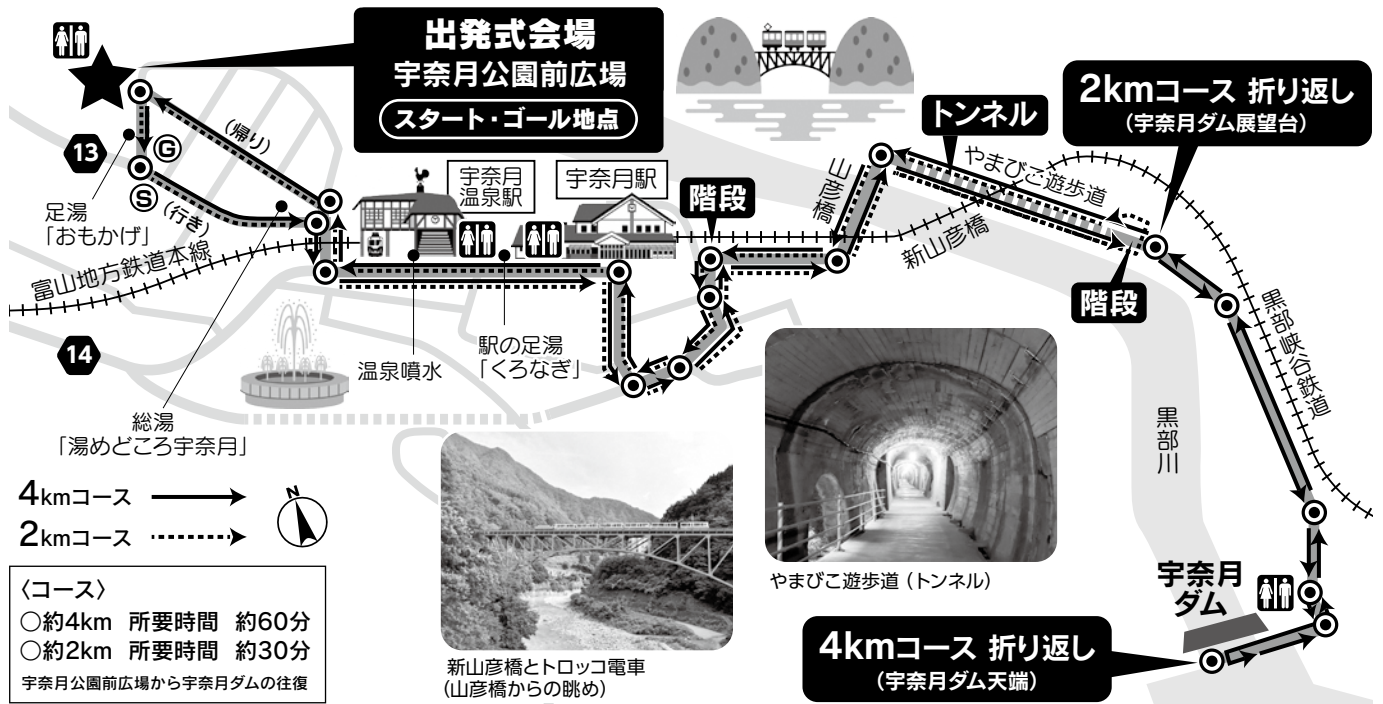 出発式会場
宇奈月公園前広場
スタート・ゴール地点
2kmコース 折り返し
(宇奈月ダム展望台)
トンネル
やまびこ遊歩道
13
G
(帰り)
S
(行き)
足湯
「おもかげ」
宇奈月
温泉駅
宇奈月駅
階段
山彦橋
新山彦橋
階段
富山地方鉄道本線
黒部峡谷鉄道
14
温泉噴水
駅の足湯
「くろなぎ」
総湯
「湯めどころ宇奈月」
黒部川
4kmコース
2kmコース
N
〈コース〉
○約4km 所要時間 約60分
○約2km 所要時間 約30分
宇奈月公園前広場から宇奈月ダムの往復
新山彦橋とトロッコ電車
(山彦橋からの眺め)
やまびこ遊歩道(トンネル)
宇奈月
ダム
4kmコース 折り返し
(宇奈月ダム天端)